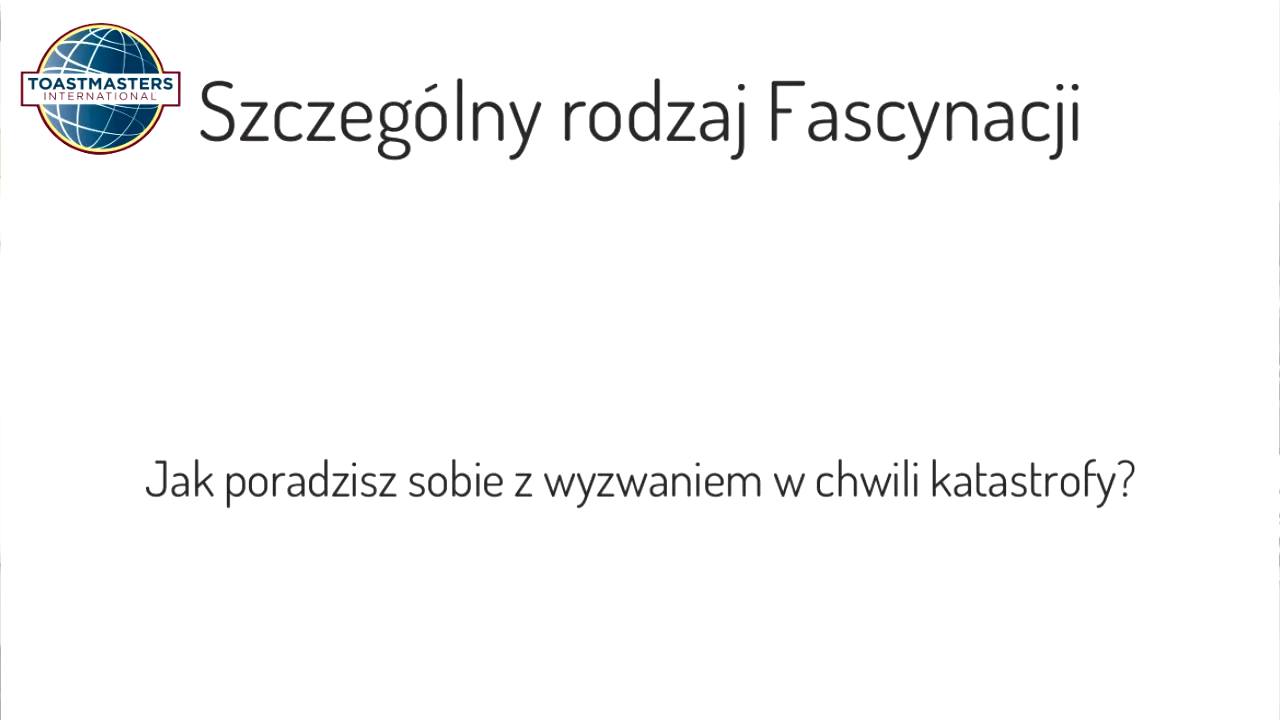 TOASTMASTERS
INTERNATIONAL
Szczególny rodzaj Fascynacji
Jak poradzisz sobie z wyzwaniem w chwili katastrofy?